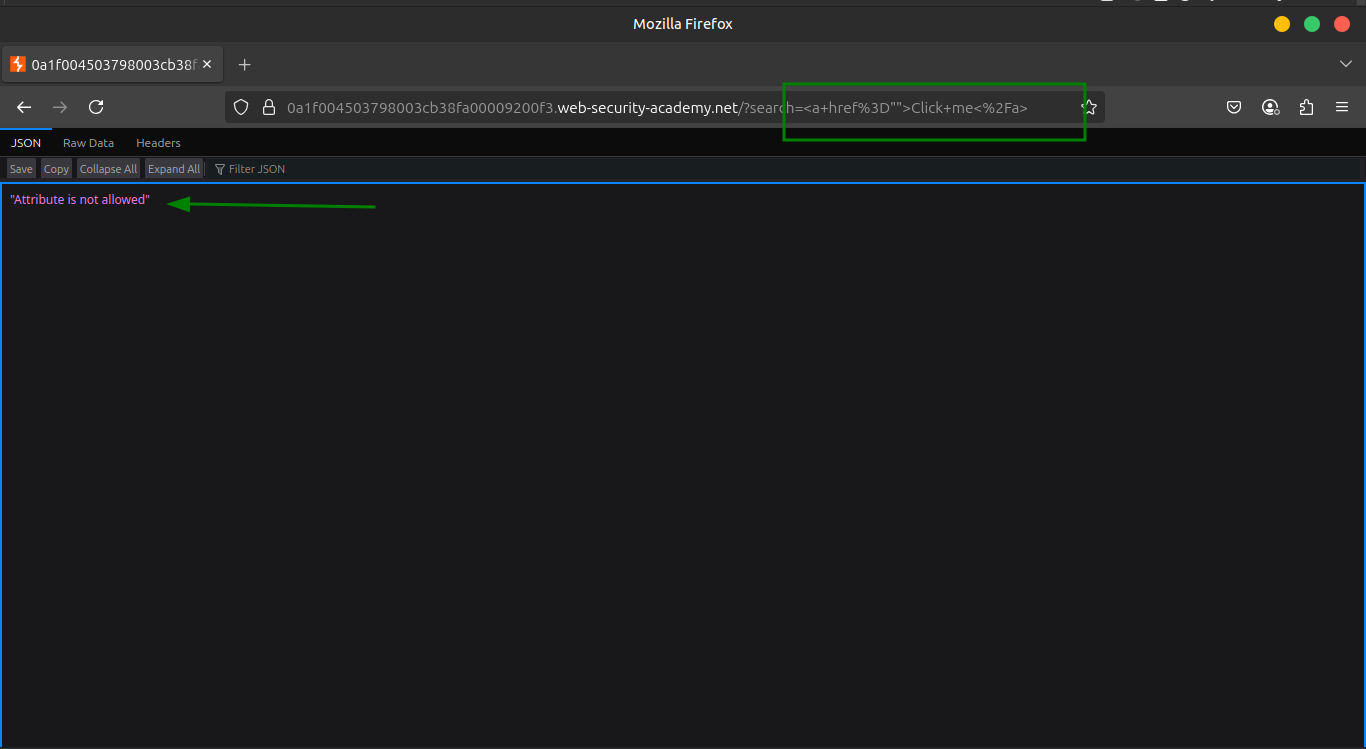 Mozilla Firefox
0a1f004503798003cb38f
0a1f004503798003cb38fa00009200f3.web-security-academy.net/?search=<a+href%3D"">Click+me<%2Fa>
JSON Raw Data Headers
Save Copy Collapse All Expand All Filter JSON
"Attribute is not allowed"